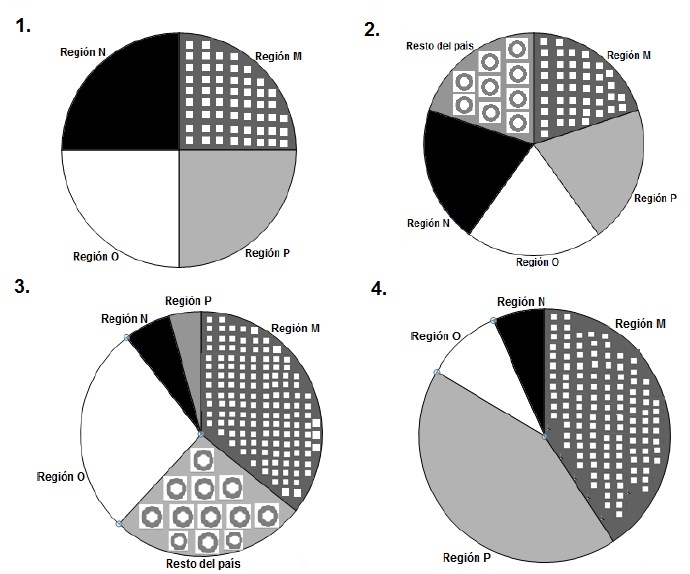 1.
Región N
Región M
Región O
Región P
2.
Resto del país
Región M
Región P
Región N
Región O
3.
Región P
Región N
Región M
Región O
Resto del país
4.
Región N
Región O
Región M
Región P